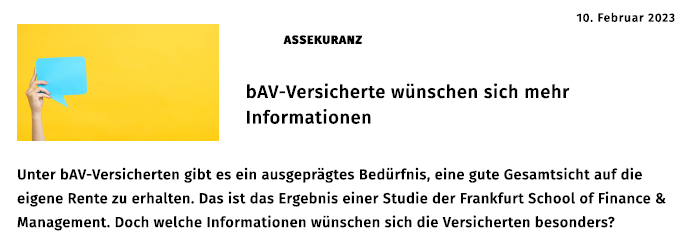 10. Februar 2023
ASSEKURANZ
bAV-Versicherte wünschen sich mehr
Informationen
Unter bAV-Versicherten gibt es ein ausgeprägtes Bedürfnis, eine gute Gesamtsicht auf die
eigene Rente zu erhalten. Das ist das Ergebnis einer Studie der Frankfurt School of Finance &
Management. Doch welche Informationen wünschen sich die Versicherten besonders?